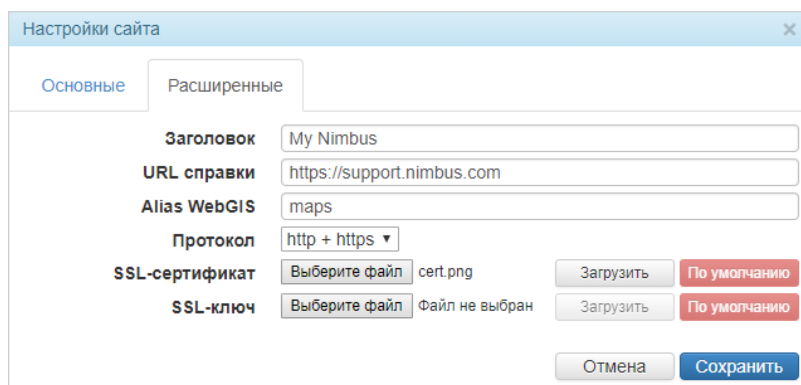 Настройки сайта ×
Основные Расширенные
Заголовок My Nimbus
URL справки https://support.nimbus.com
Alias WebGIS maps
Протокол http + https ▼
SSL-сертификат Выберите файл cert.png Загрузить По умолчанию
SSL-ключ Выберите файл Файл не выбран Загрузить По умолчанию
Отмена Сохранить